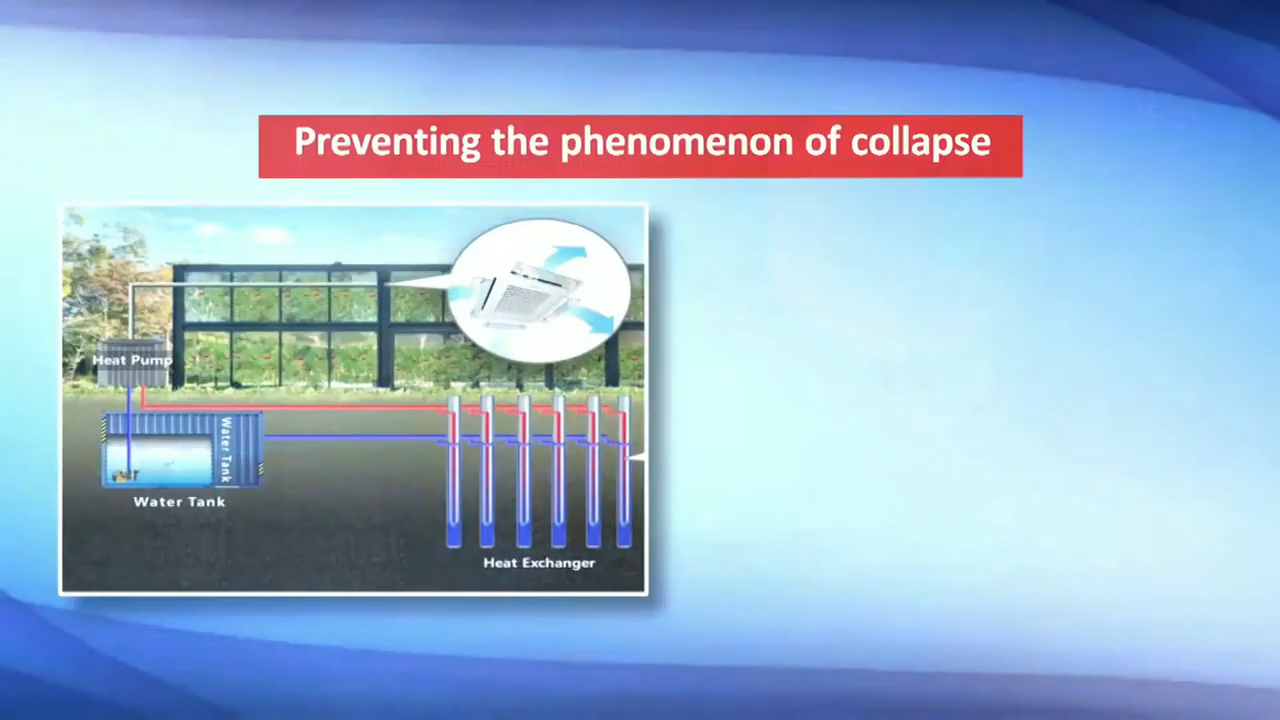 Preventing the phenomenon of collapse
Heat Pump
Water Tank
Water Tank
Heat Exchanger